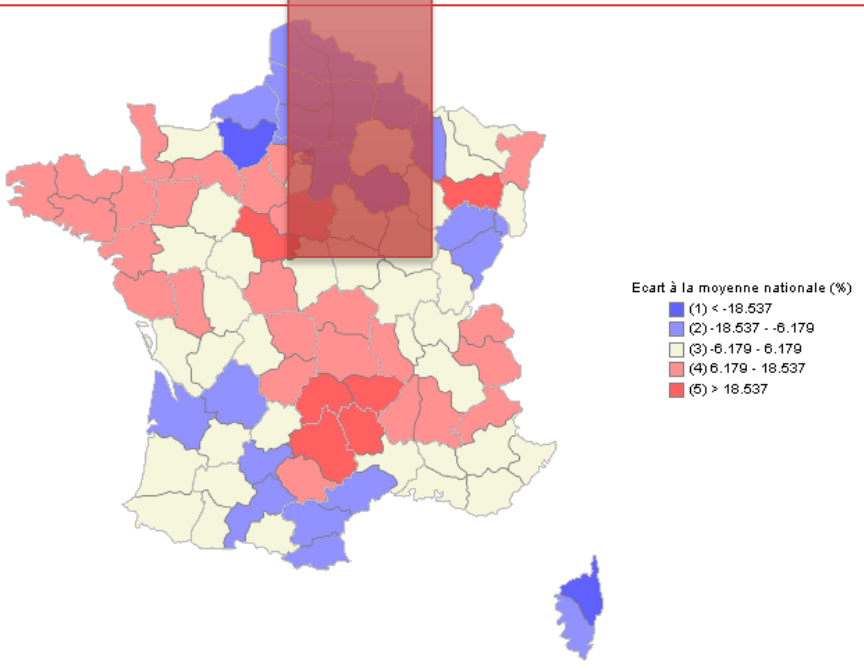 Ecart à la moyenne nationale (%)
(1) < -18.537
(2) -18.537 - -6.179
(3) -6.179 - 6.179
(4) 6.179 - 18.537
(5) > 18.537